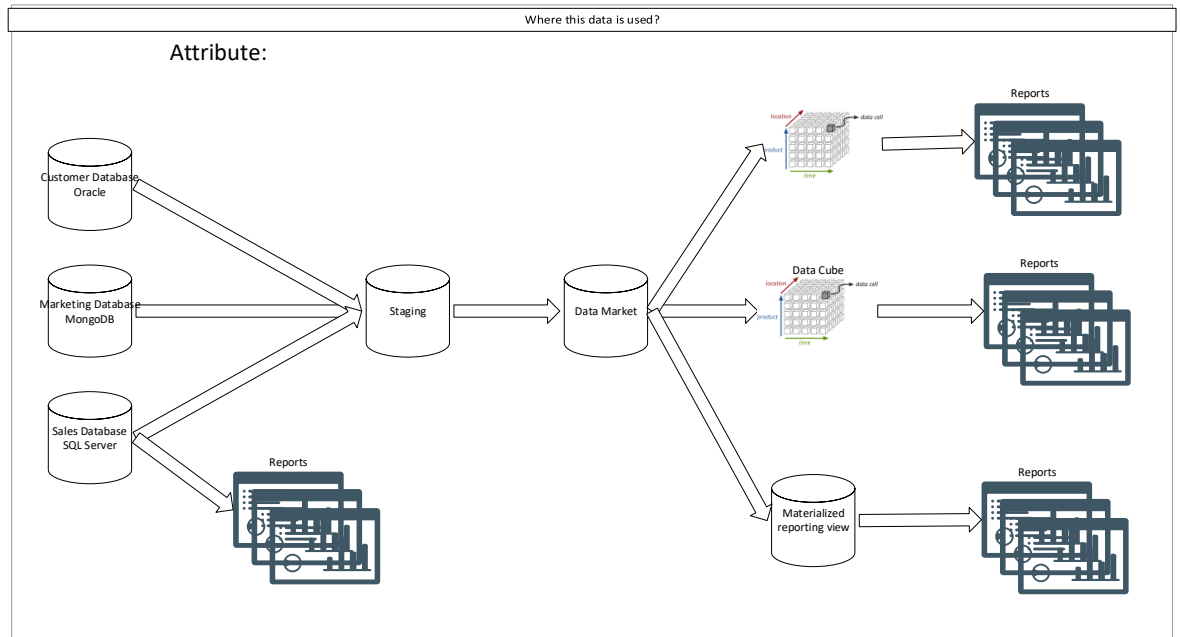 Where this data is used?
Attribute:
Reports
location
data cell
product
time
Customer Database
Oracle
Data Cube
Reports
location
data cell
product
time
Marketing Database
MongoDB
Staging
Data Market
Sales Database
SQL Server
Reports
Reports
Materialized
reporting view